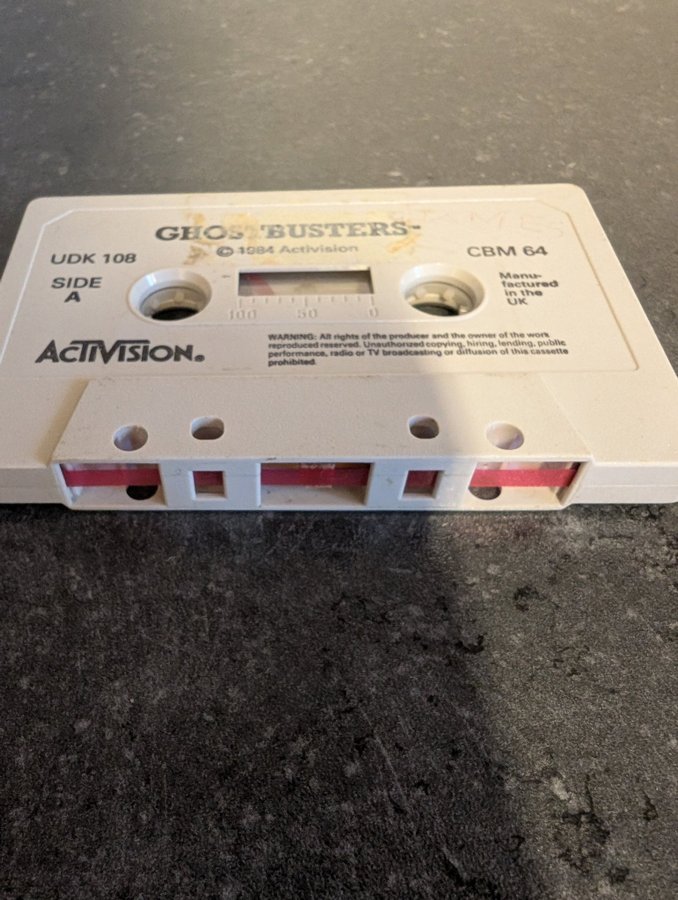 GHOSTBUSTERS™
© 1984 Activision
UDK 108
CBM 64
SIDE
A
Manu-
factured
in the
UK
100 50 0
ACTIVISION®
WARNING: All rights of the producer and the owner of the work
reproduced reserved. Unauthorized copying, hiring, lending, public
performance, radio or TV broadcasting or diffusion of this cassette
prohibited.